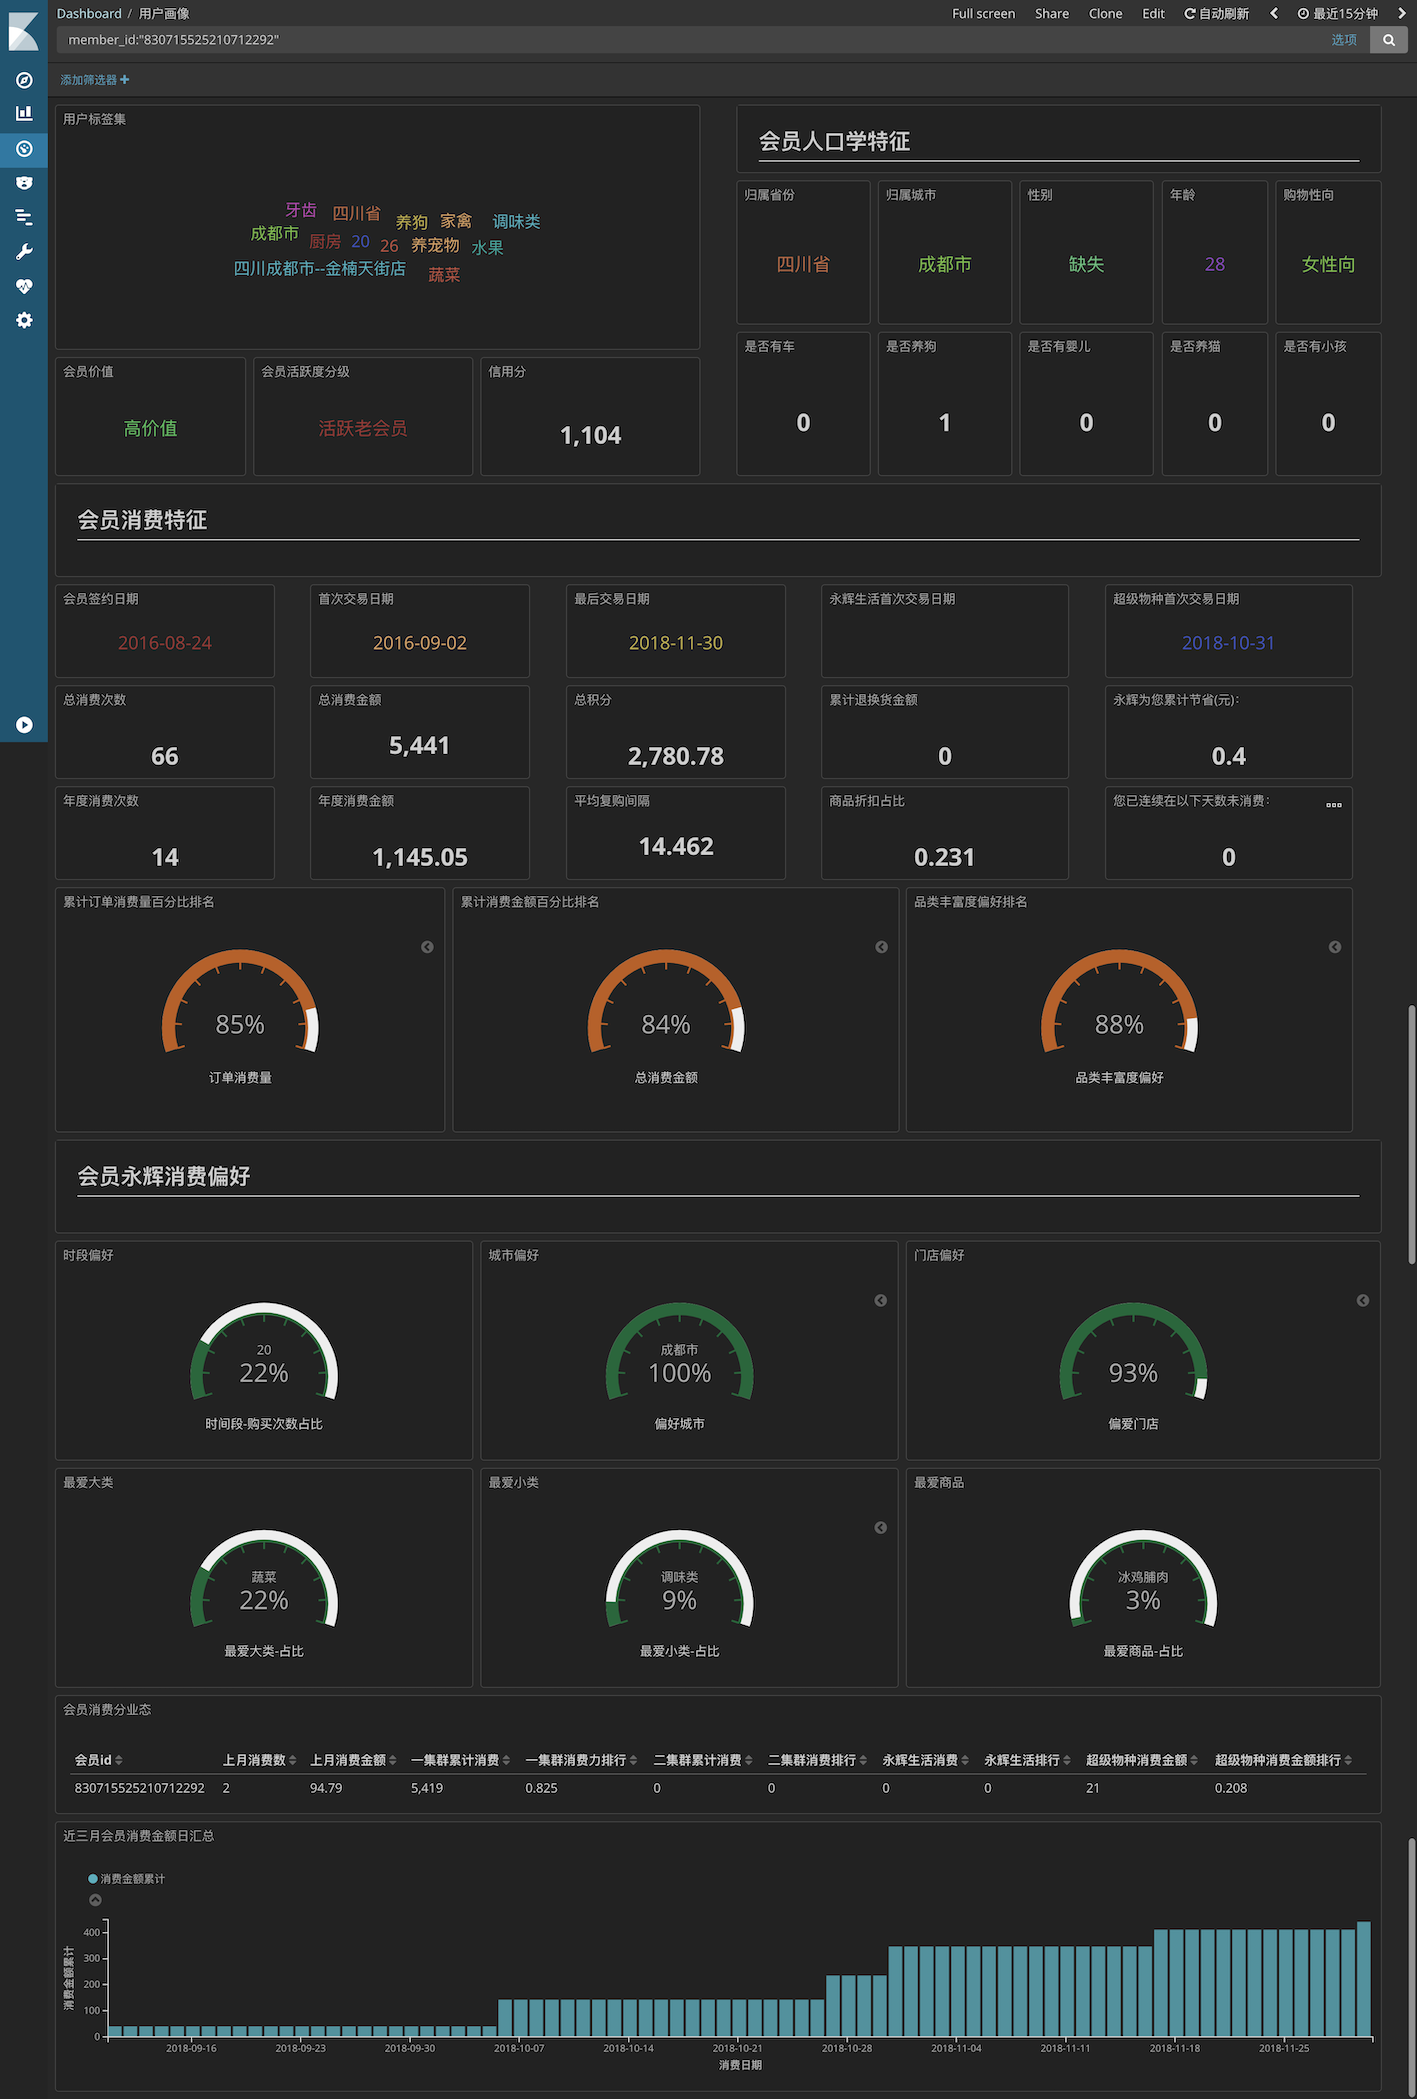 Dashboard / 用户画像
Full screen Share Clone Edit 自动刷新 最近15分钟
member_id:"830715525210712292"
选项
添加筛选器
用户标签集
牙齿 四川省 养狗 家禽 调味类
成都市 厨房 20 26 养宠物 水果
四川成都市--金楠天街店 蔬菜
会员人口学特征
归属省份 归属城市 性别 年龄 购物性向
四川省 成都市 缺失 28 女性向
是否有车 是否养狗 是否有婴儿 是否养猫 是否有小孩
0 1 0 0 0
会员价值 会员活跃度分级 信用分
高价值 活跃老会员 1,104
会员消费特征
会员签约日期 首次交易日期 最后交易日期 永辉生活首次交易日期 超级物种首次交易日期
2016-08-24 2016-09-02 2018-11-30 2018-10-31
总消费次数 总消费金额 总积分 累计退换货金额 永辉为您累计节省(元):
66 5,441 2,780.78 0 0.4
年度消费次数 年度消费金额 平均复购间隔 商品折扣占比 您已连续在以下天数未消费:
14 1,145.05 14.462 0.231 0
累计订单消费量百分比排名 累计消费金额百分比排名 品类丰富度偏好排名
85% 84% 88%
订单消费量 总消费金额 品类丰富度偏好
会员永辉消费偏好
时段偏好 城市偏好 门店偏好
20 成都市
22% 100% 93%
时间段-购买次数占比 偏好城市 偏爱门店
最爱大类 最爱小类 最爱商品
蔬菜 调味类 冰鸡脯肉
22% 9% 3%
最爱大类-占比 最爱小类-占比 最爱商品-占比
会员消费分业态
会员id 上月消费数 上月消费金额 一集群累计消费 一集群消费力排行 二集群累计消费 二集群消费排行 永辉生活消费 永辉生活排行 超级物种消费金额 超级物种消费金额排行
830715525210712292 2 94.79 5,419 0.825 0 0 0 0 21 0.208
近三月会员消费金额日汇总
消费金额累计
消费金额累计
400
300
200
100
0
2018-09-16 2018-09-23 2018-09-30 2018-10-07 2018-10-14 2018-10-21 2018-10-28 2018-11-04 2018-11-11 2018-11-18 2018-11-25
消费日期